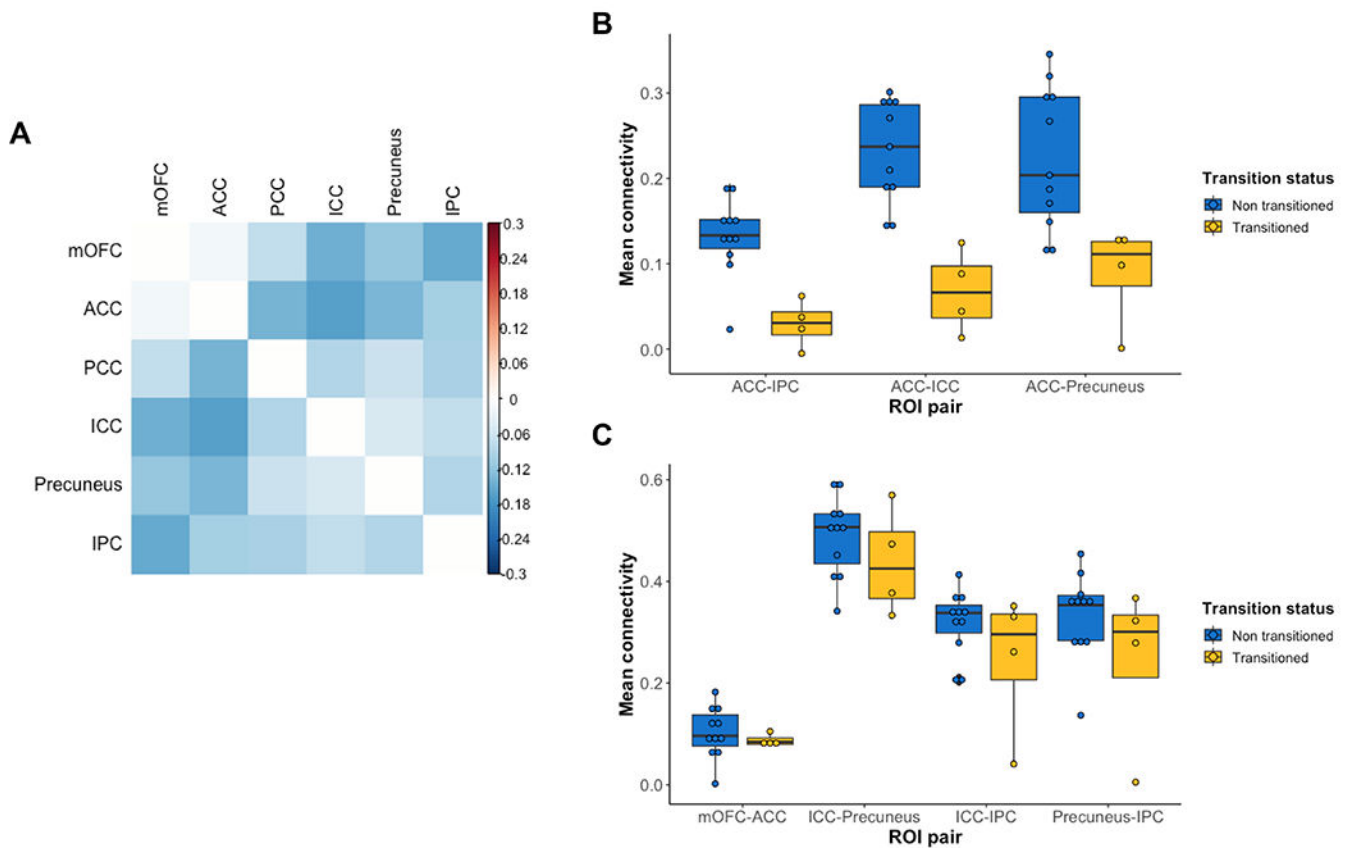 A
mOFC
ACC
PCC
ICC
Precuneus
IPC
mOFC
ACC
PCC
ICC
Precuneus
IPC
0.3
0.24
0.18
0.12
0.06
0
-0.06
-0.12
-0.18
-0.24
-0.3
B
Mean connectivity
0.3
0.2
0.1
0.0
ACC-IPC ACC-ICC ACC-Precuneus
ROI pair
Transition status
Non transitioned
Transitioned
C
Mean connectivity
0.6
0.4
0.2
0.0
mOFC-ACC ICC-Precuneus ICC-IPC Precuneus-IPC
ROI pair
Transition status
Non transitioned
Transitioned